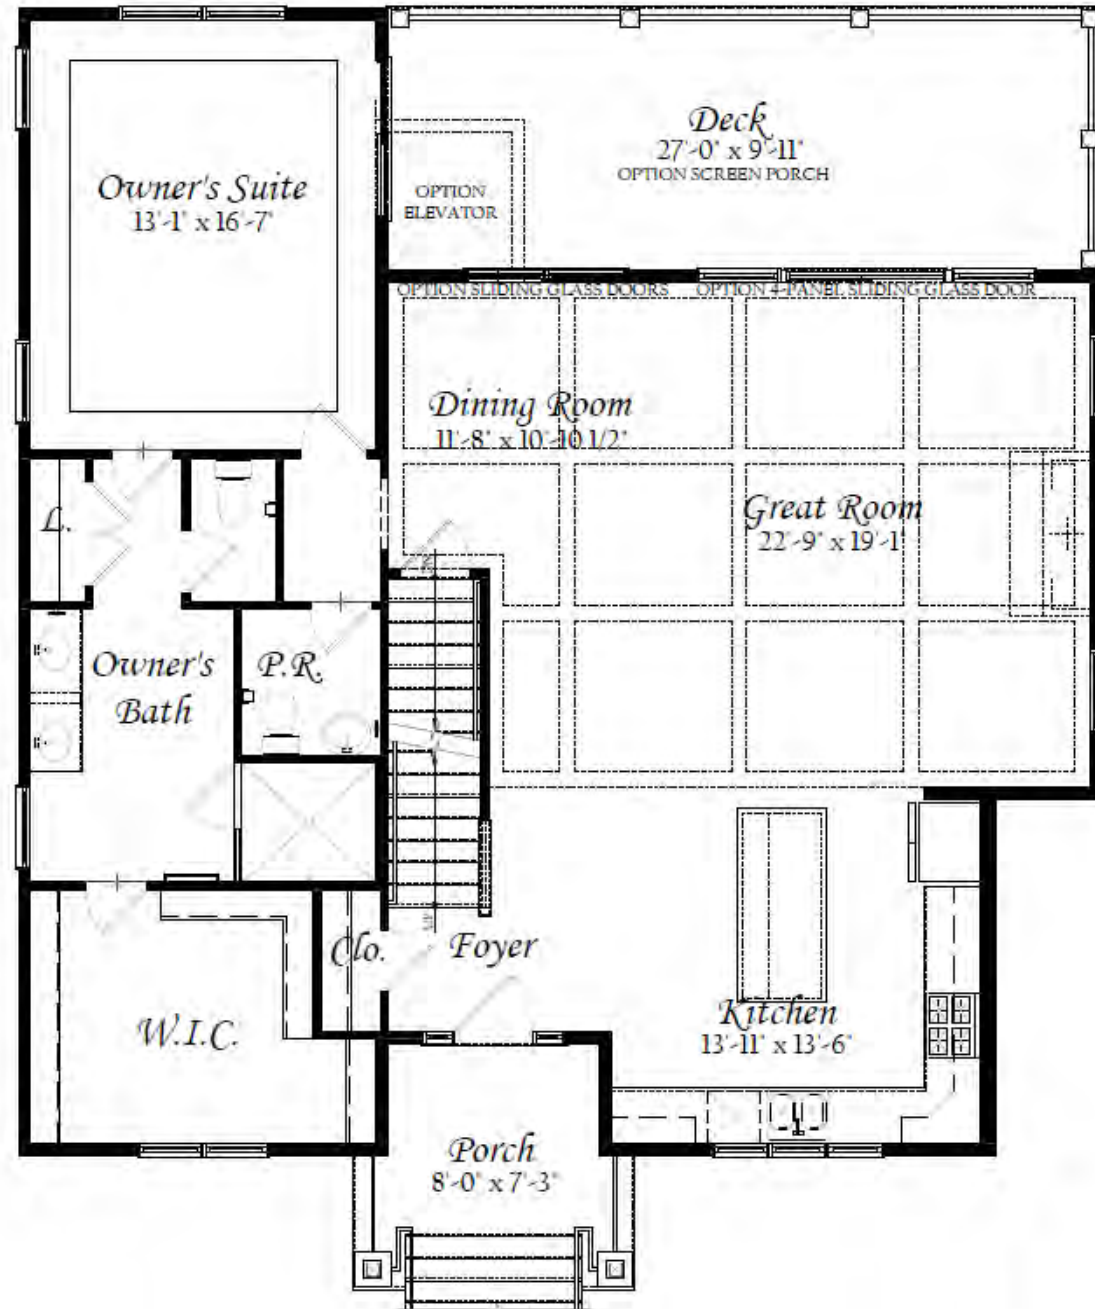 Deck
27'-0" x 9'-11"
OPTION SCREEN PORCH
Owner's Suite
13'-1" x 16'-7"
OPTION
ELEVATOR
OPTION SLIDING GLASS DOORS
OPTION 4-PANEL SLIDING GLASS DOOR
Dining Room
11'-8" x 10'-10 1/2"
Great Room
22'-9" x 19'-1"
L.
Owner's
Bath
P.R.
UP
Clo.
Foyer
W.I.C.
Kitchen
13'-11" x 13'-6"
Porch
8'-0" x 7'-3"